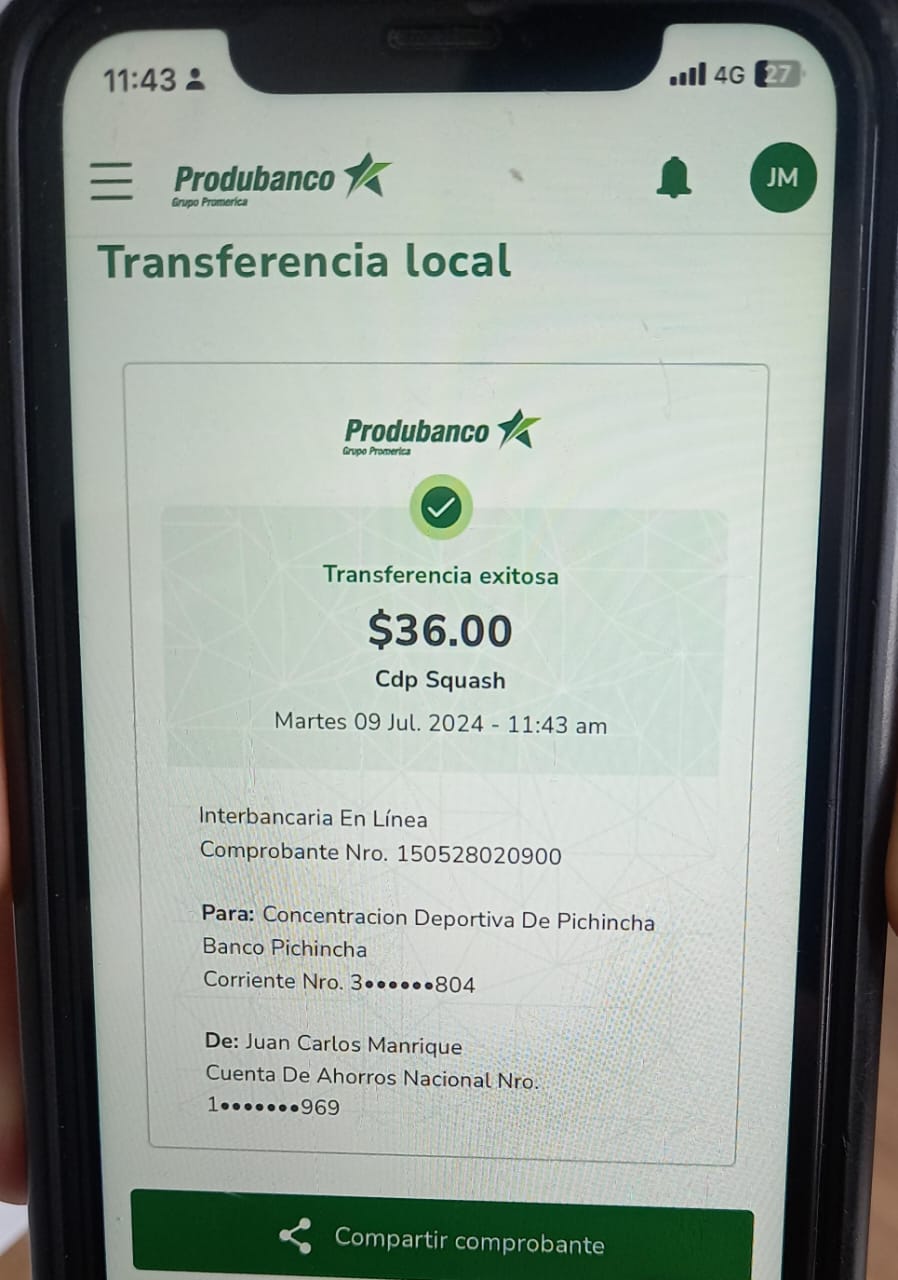 11:43
4G 27
Produbanco
Grupo Promerica
JM
Transferencia local
Produbanco
Grupo Promerica
Transferencia exitosa
$36.00
Cdp Squash
Martes 09 Jul. 2024 - 11:43 am
Interbancaria En Línea
Comprobante Nro. 150528020900
Para: Concentracion Deportiva De Pichincha
Banco Pichincha
Corriente Nro. 3••••••804
De: Juan Carlos Manrique
Cuenta De Ahorros Nacional Nro.
1•••••••969
Compartir comprobante